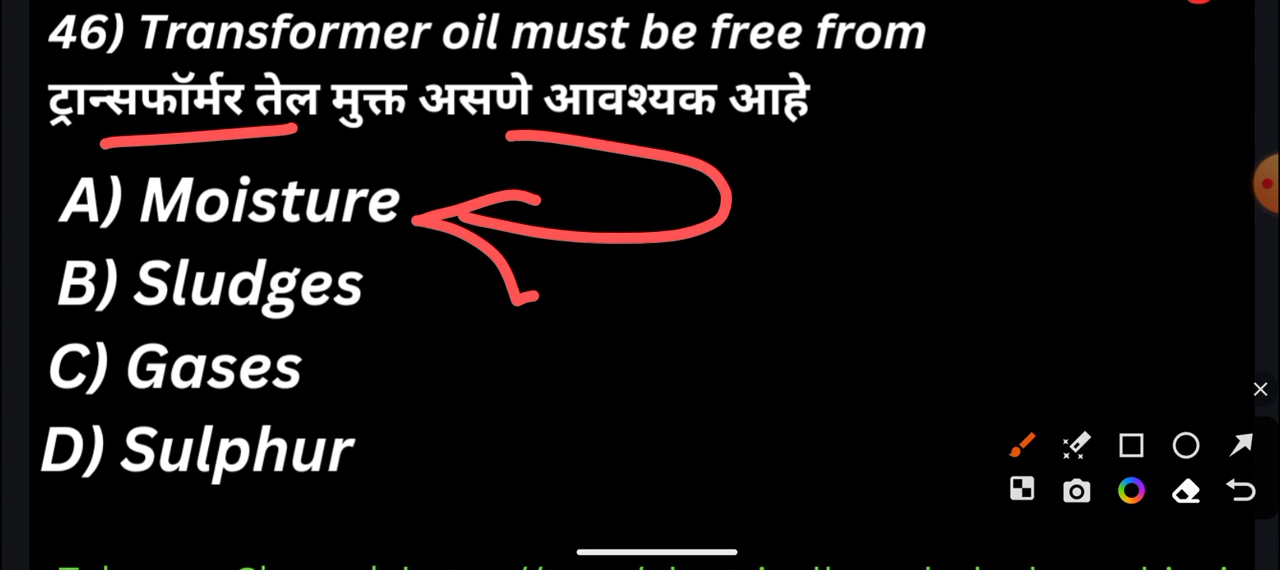 46) Transformer oil must be free from
ट्रान्सफॉर्मर तेल मुक्त असणे आवश्यक आहे
A) Moisture
B) Sludges
C) Gases
D) Sulphur